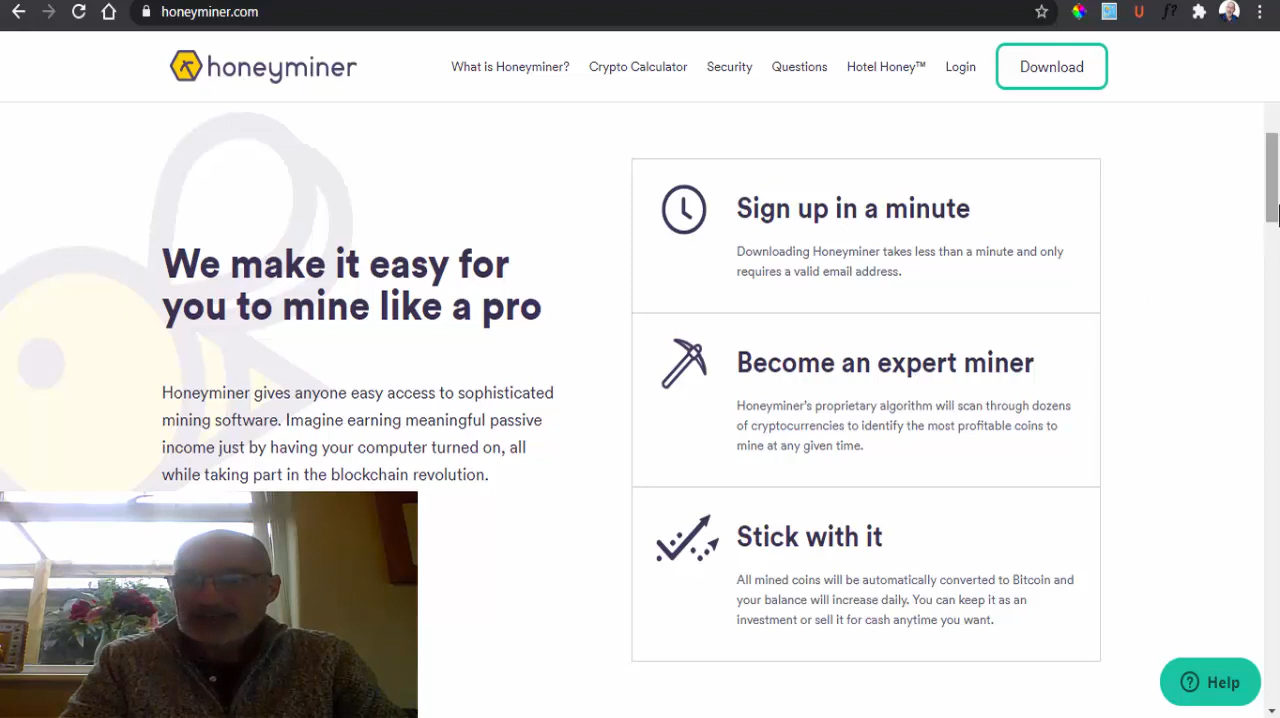 honeyminer.com
honeyminer
What is Honeyminer?
Crypto Calculator
Security
Questions
Hotel Honey™
Login
Download
We make it easy for
you to mine like a pro
Honeyminer gives anyone easy access to sophisticated
mining software. Imagine earning meaningful passive
income just by having your computer turned on, all
while taking part in the blockchain revolution.
Sign up in a minute
Downloading Honeyminer takes less than a minute and only
requires a valid email address.
Become an expert miner
Honeyminer's proprietary algorithm will scan through dozens
of cryptocurrencies to identify the most profitable coins to
mine at any given time.
Stick with it
All mined coins will be automatically converted to Bitcoin and
your balance will increase daily. You can keep it as an
investment or sell it for cash anytime you want.
? Help